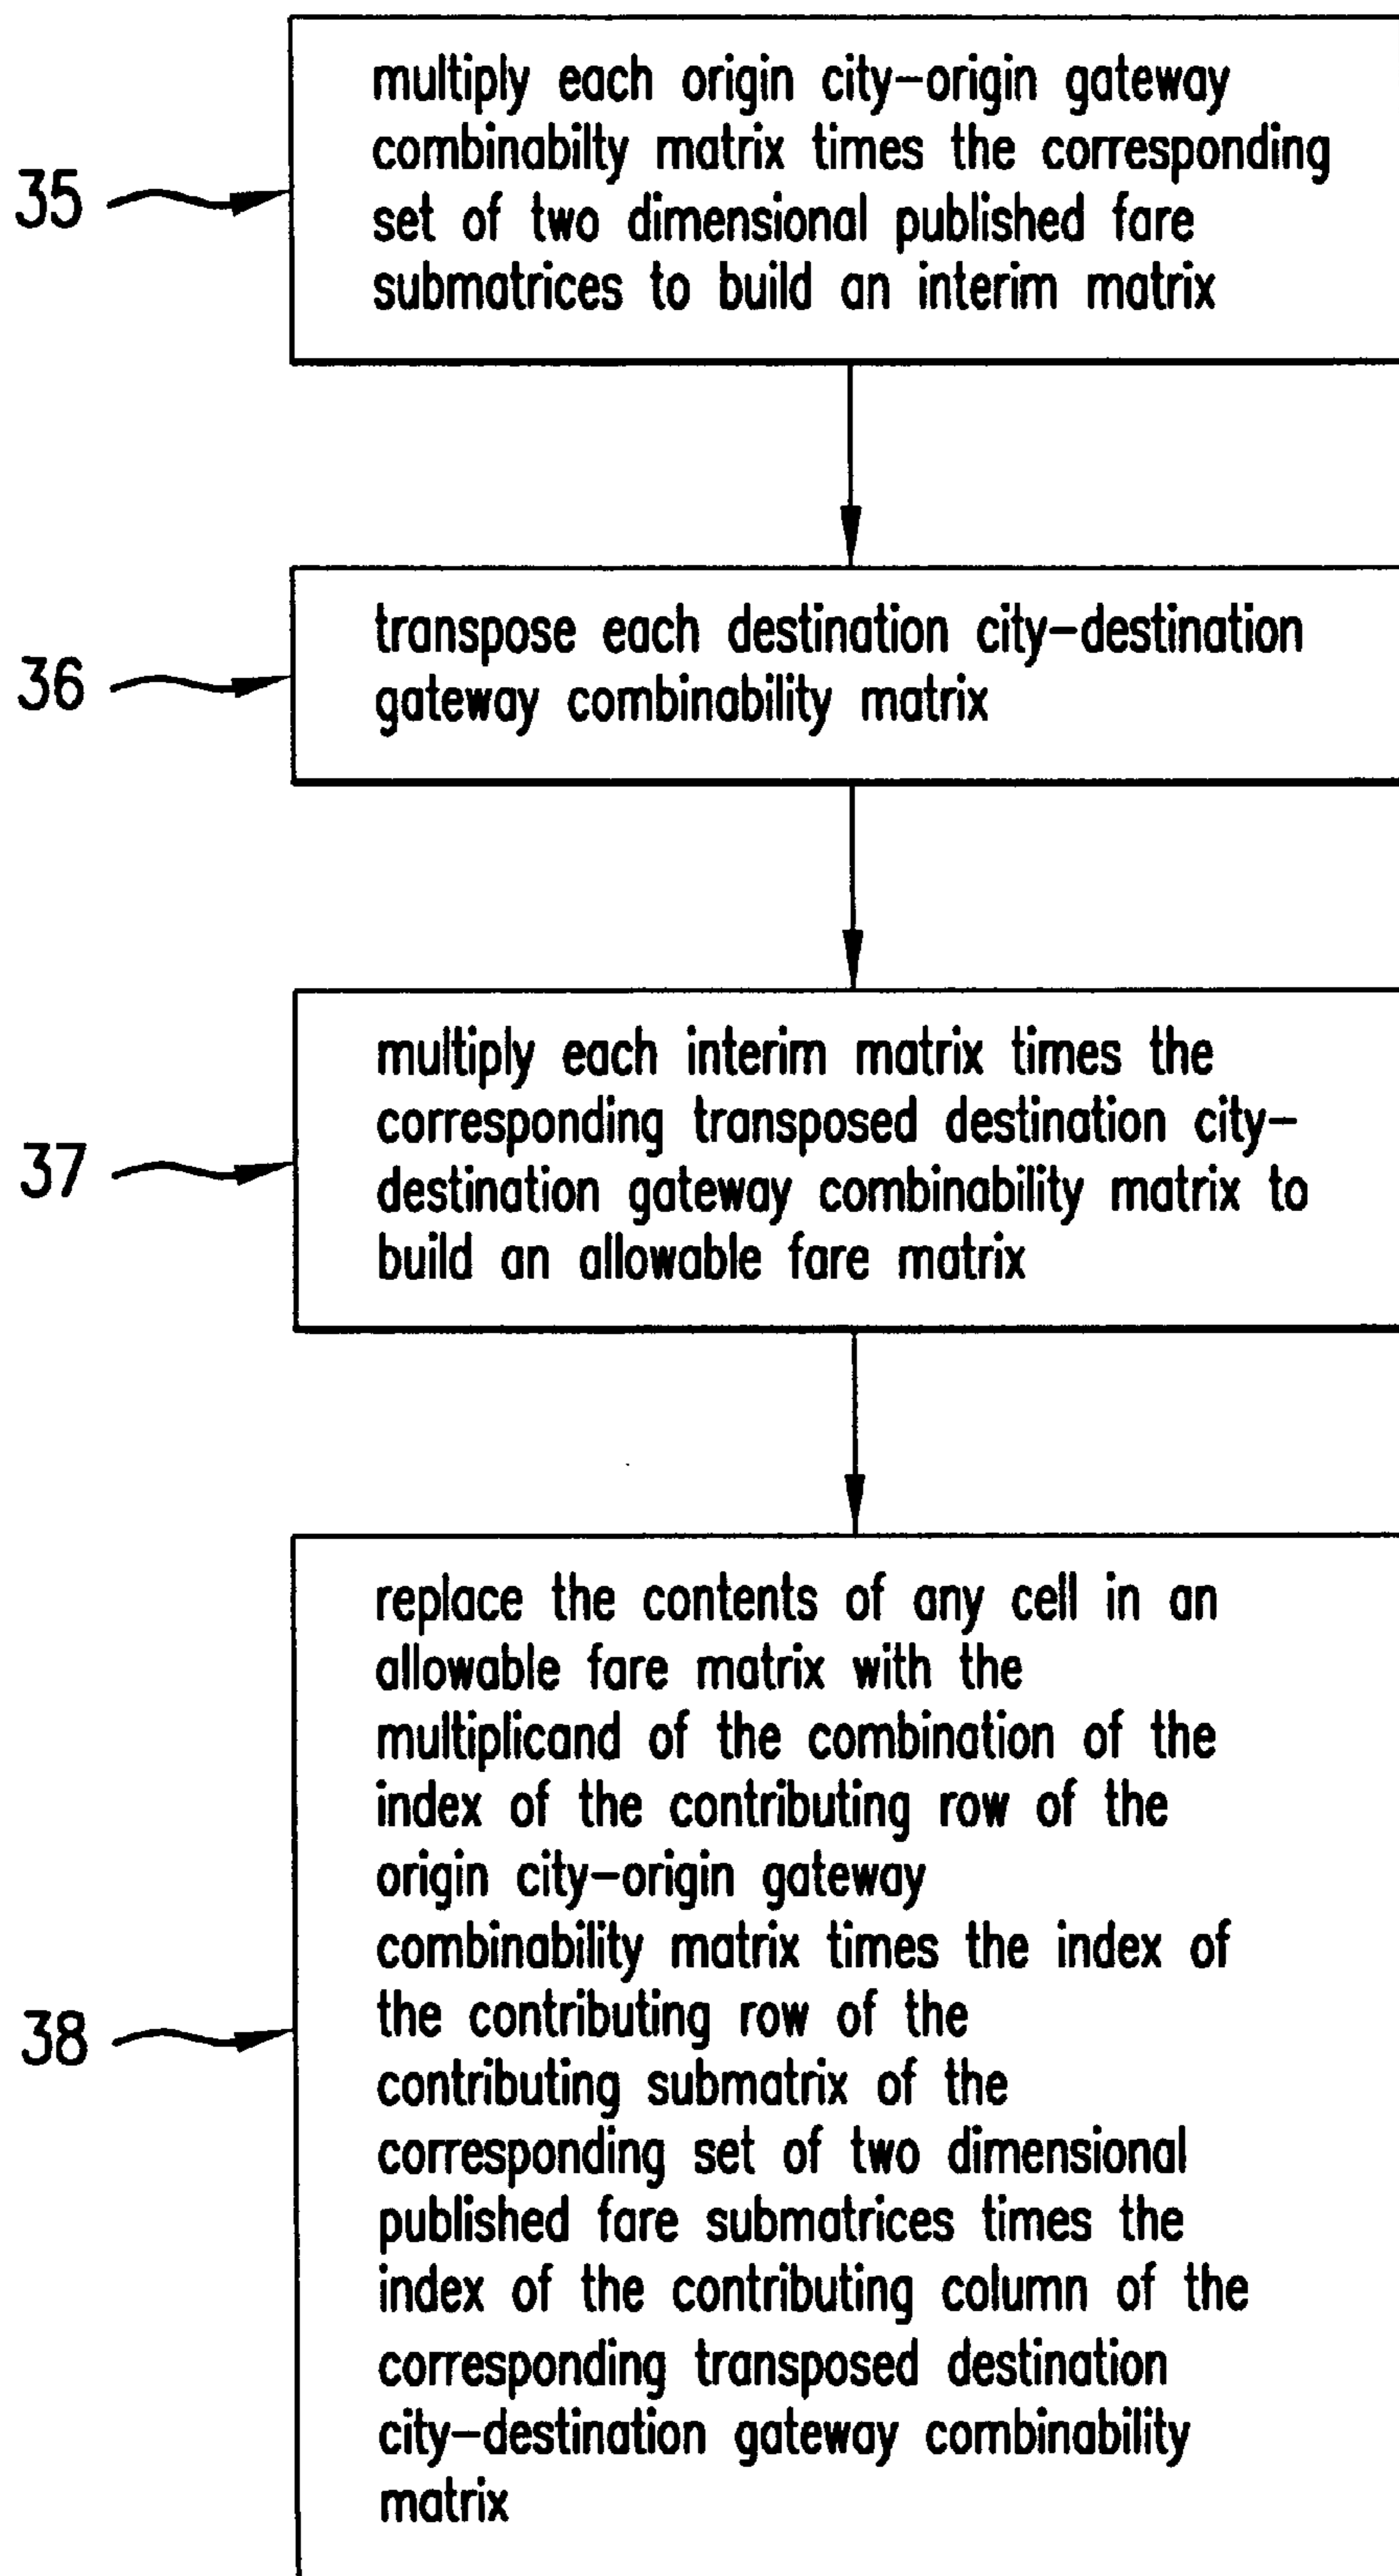 multiply each origin city-origin gateway
combinabilty matrix times the corresponding
set of two dimensional published fare
submatrices to build an interim matrix
35
transpose each destination city-destination
gateway combinability matrix
36
multiply each interim matrix times the
corresponding transposed destination city-
destination gateway combinability matrix to
build an allowable fare matrix
37
replace the contents of any cell in an
allowable fare matrix with the
multiplicand of the combination of the
index of the contributing row of the
origin city-origin gateway
combinability matrix times the index of
the contributing row of the
contributing submatrix of the
corresponding set of two dimensional
published fare submatrices times the
index of the contributing column of the
corresponding transposed destination
city-destination gateway combinability
matrix
38